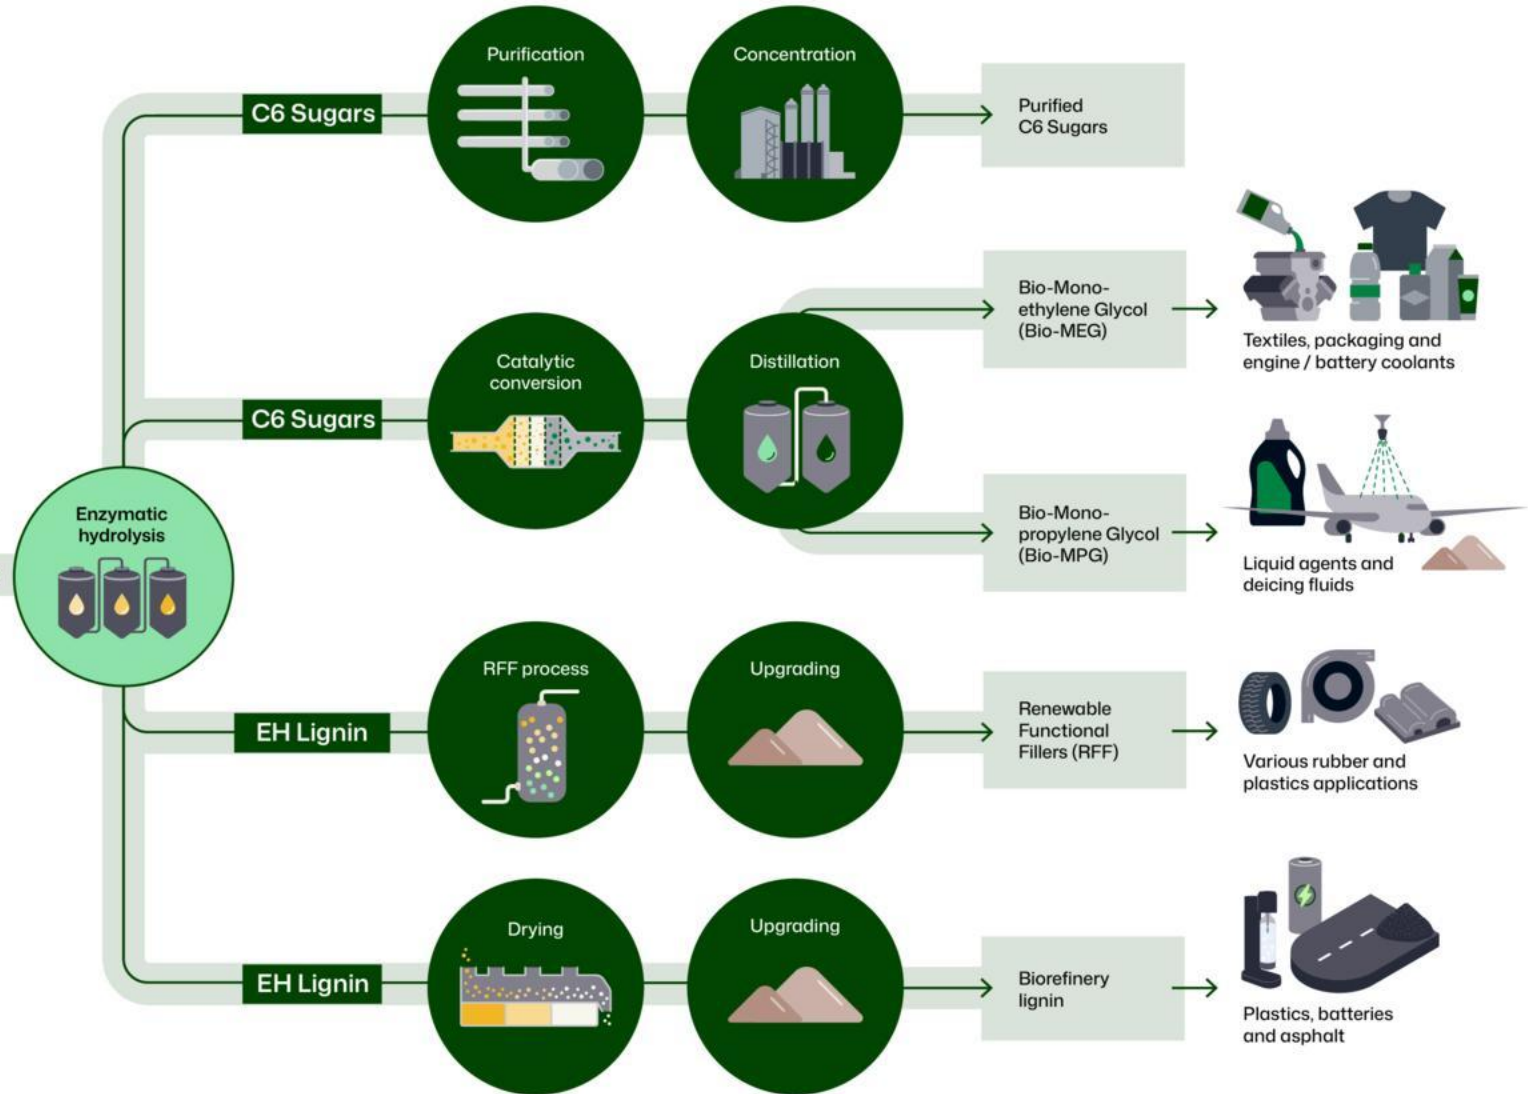 Purification
Concentration
C6 Sugars
Purified
C6 Sugars
Bio-Mono-
ethylene Glycol
(Bio-MEG)
Textiles, packaging and
engine / battery coolants
Catalytic
conversion
Distillation
C6 Sugars
Enzymatic
hydrolysis
Bio-Mono-
propylene Glycol
(Bio-MPG)
Liquid agents and
deicing fluids
RFF process
Upgrading
EH Lignin
Renewable
Functional
Fillers (RFF)
Various rubber and
plastics applications
Drying
Upgrading
EH Lignin
Biorefinery
lignin
Plastics, batteries
and asphalt